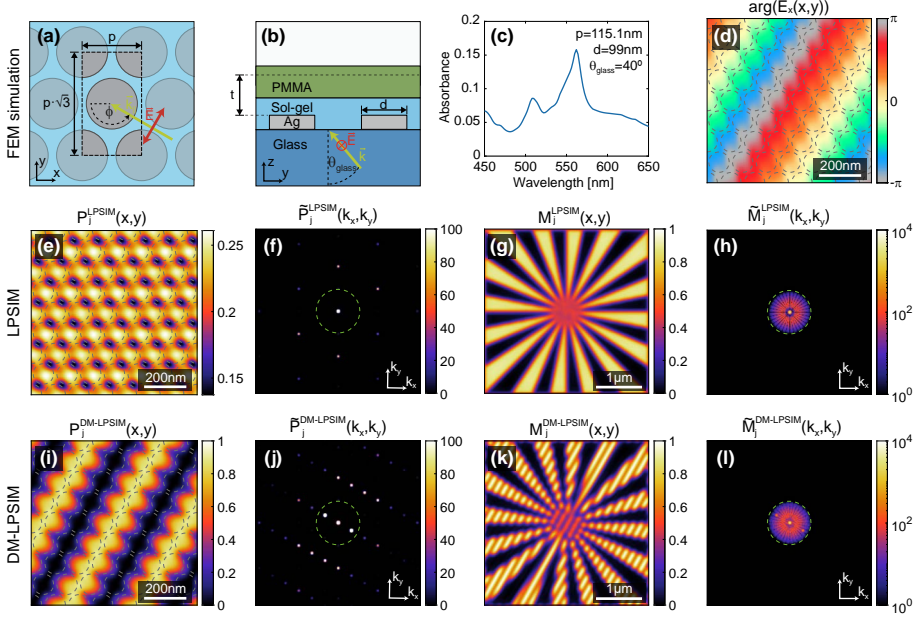 FEM simulation
(a)
p
p·√3
ϕ
k̄
Ē
y
x
(b)
PMMA
t
Sol-gel
d
Ag
Glass
Ē
k̄
θglass
z
y
(c)
p=115.1nm
d=99nm
θglass=40º
Absorbance
0.2
0.15
0.1
0.05
0
450
500
550
600
650
Wavelength [nm]
arg(Ex(x,y))
(d)
200nm
π
0
-π
LPSIM
PjLPSIM(x,y)
(e)
200nm
0.25
0.2
0.15
P̃jLPSIM(kx,ky)
(f)
ky
kx
100
80
60
40
20
0
MjLPSIM(x,y)
(g)
1µm
1
0.8
0.6
0.4
0.2
0
M̃jLPSIM(kx,ky)
(h)
ky
kx
10⁴
10²
10⁰
DM-LPSIM
PjDM-LPSIM(x,y)
(i)
200nm
1
0.8
0.6
0.4
0.2
0
P̃jDM-LPSIM(kx,ky)
(j)
ky
kx
100
80
60
40
20
0
MjDM-LPSIM(x,y)
(k)
1µm
1
0.8
0.6
0.4
0.2
0
M̃jDM-LPSIM(kx,ky)
(l)
ky
kx
10⁴
10²
10⁰